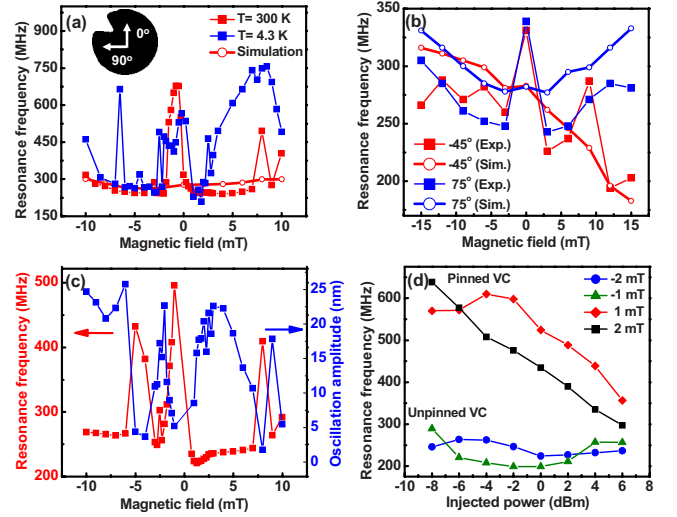 (a)
0°
90°
T= 300 K
T= 4.3 K
Simulation
Resonance frequency (MHz)
900
750
600
450
300
150
-10 -5 0 5 10
Magnetic field (mT)
(b)
Resonance frequency (MHz)
350
300
250
200
-45° (Exp.)
-45° (Sim.)
75° (Exp.)
75° (Sim.)
-15 -10 -5 0 5 10 15
Magnetic field (mT)
(c)
Resonance frequency (MHz)
500
400
300
200
25
20
15
10
5
0
Oscillation amplitude (nm)
-10 -5 0 5 10
Magnetic field (mT)
(d)
Pinned VC
-2 mT
-1 mT
1 mT
2 mT
Unpinned VC
Resonance frequency (MHz)
600
500
400
300
200
-10 -8 -6 -4 -2 0 2 4 6 8
Injected power (dBm)